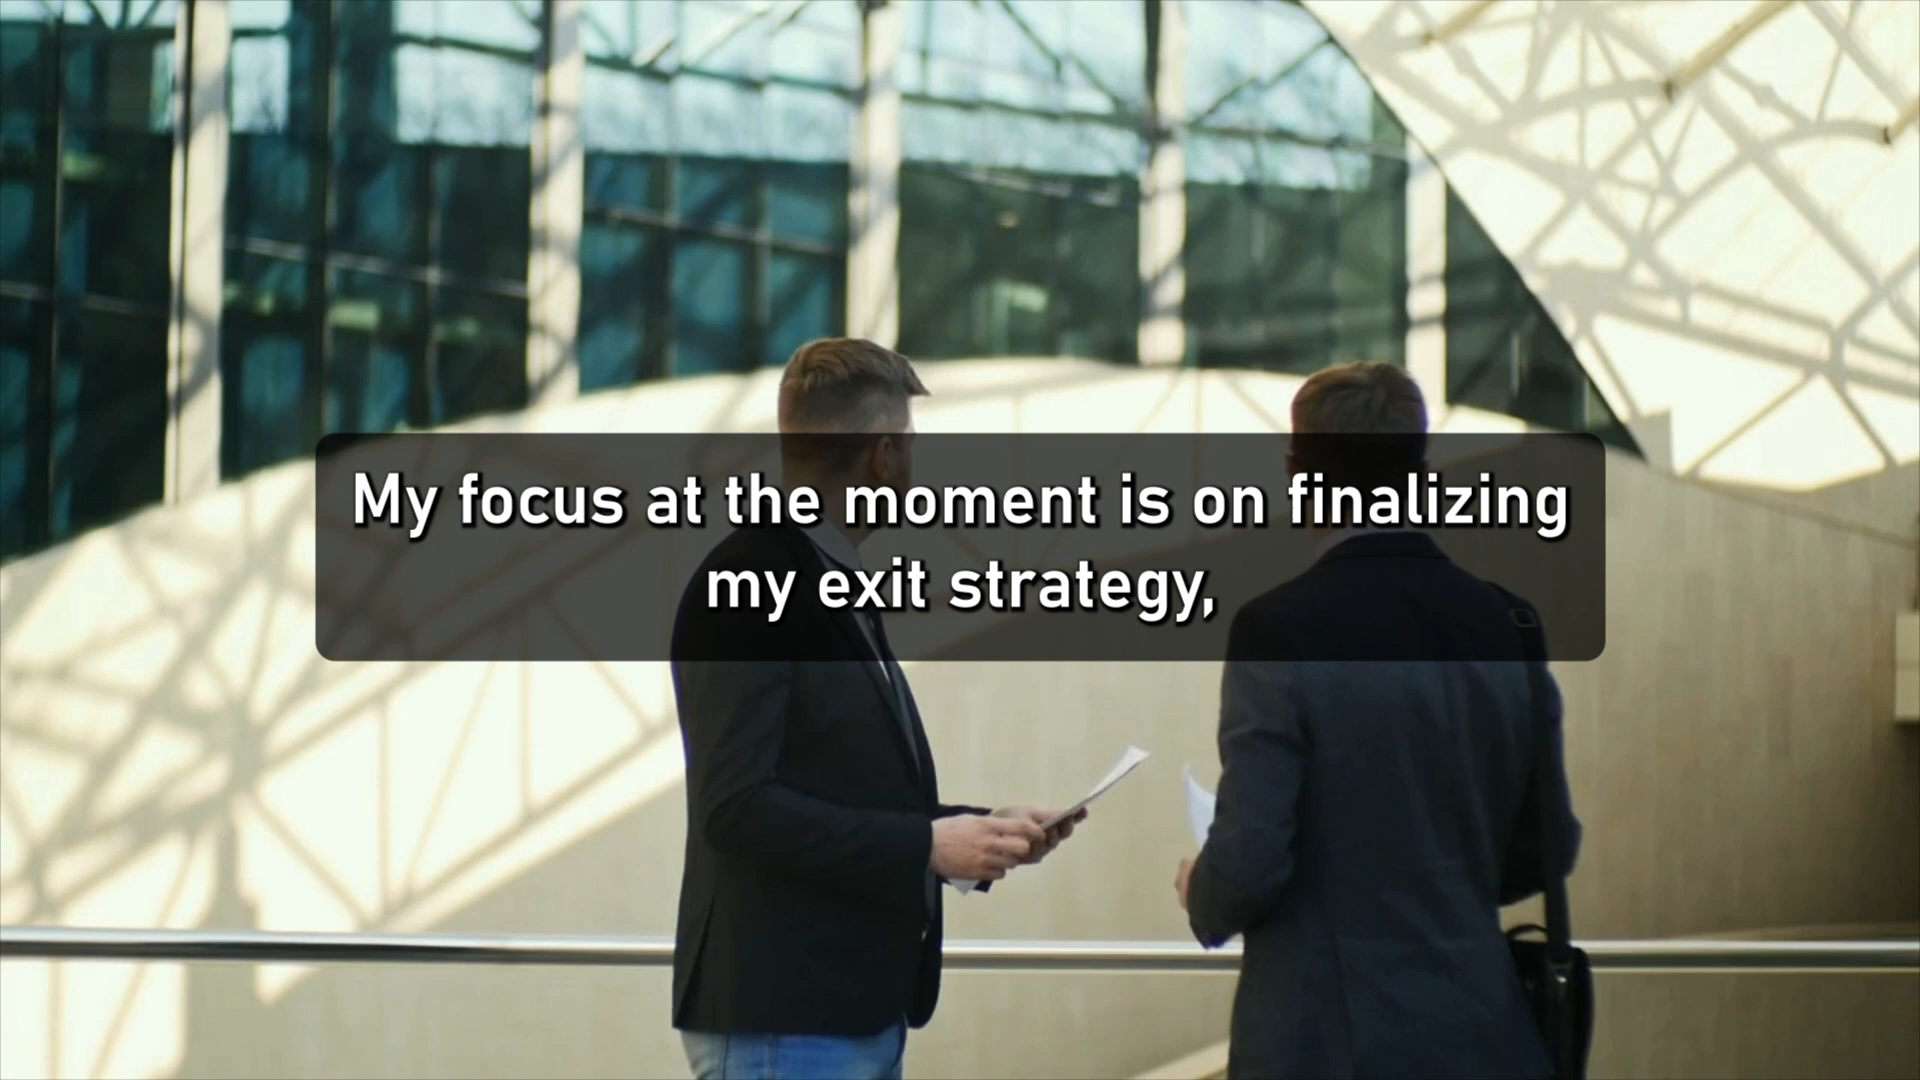 My focus at the moment is on finalizing
my exit strategy,